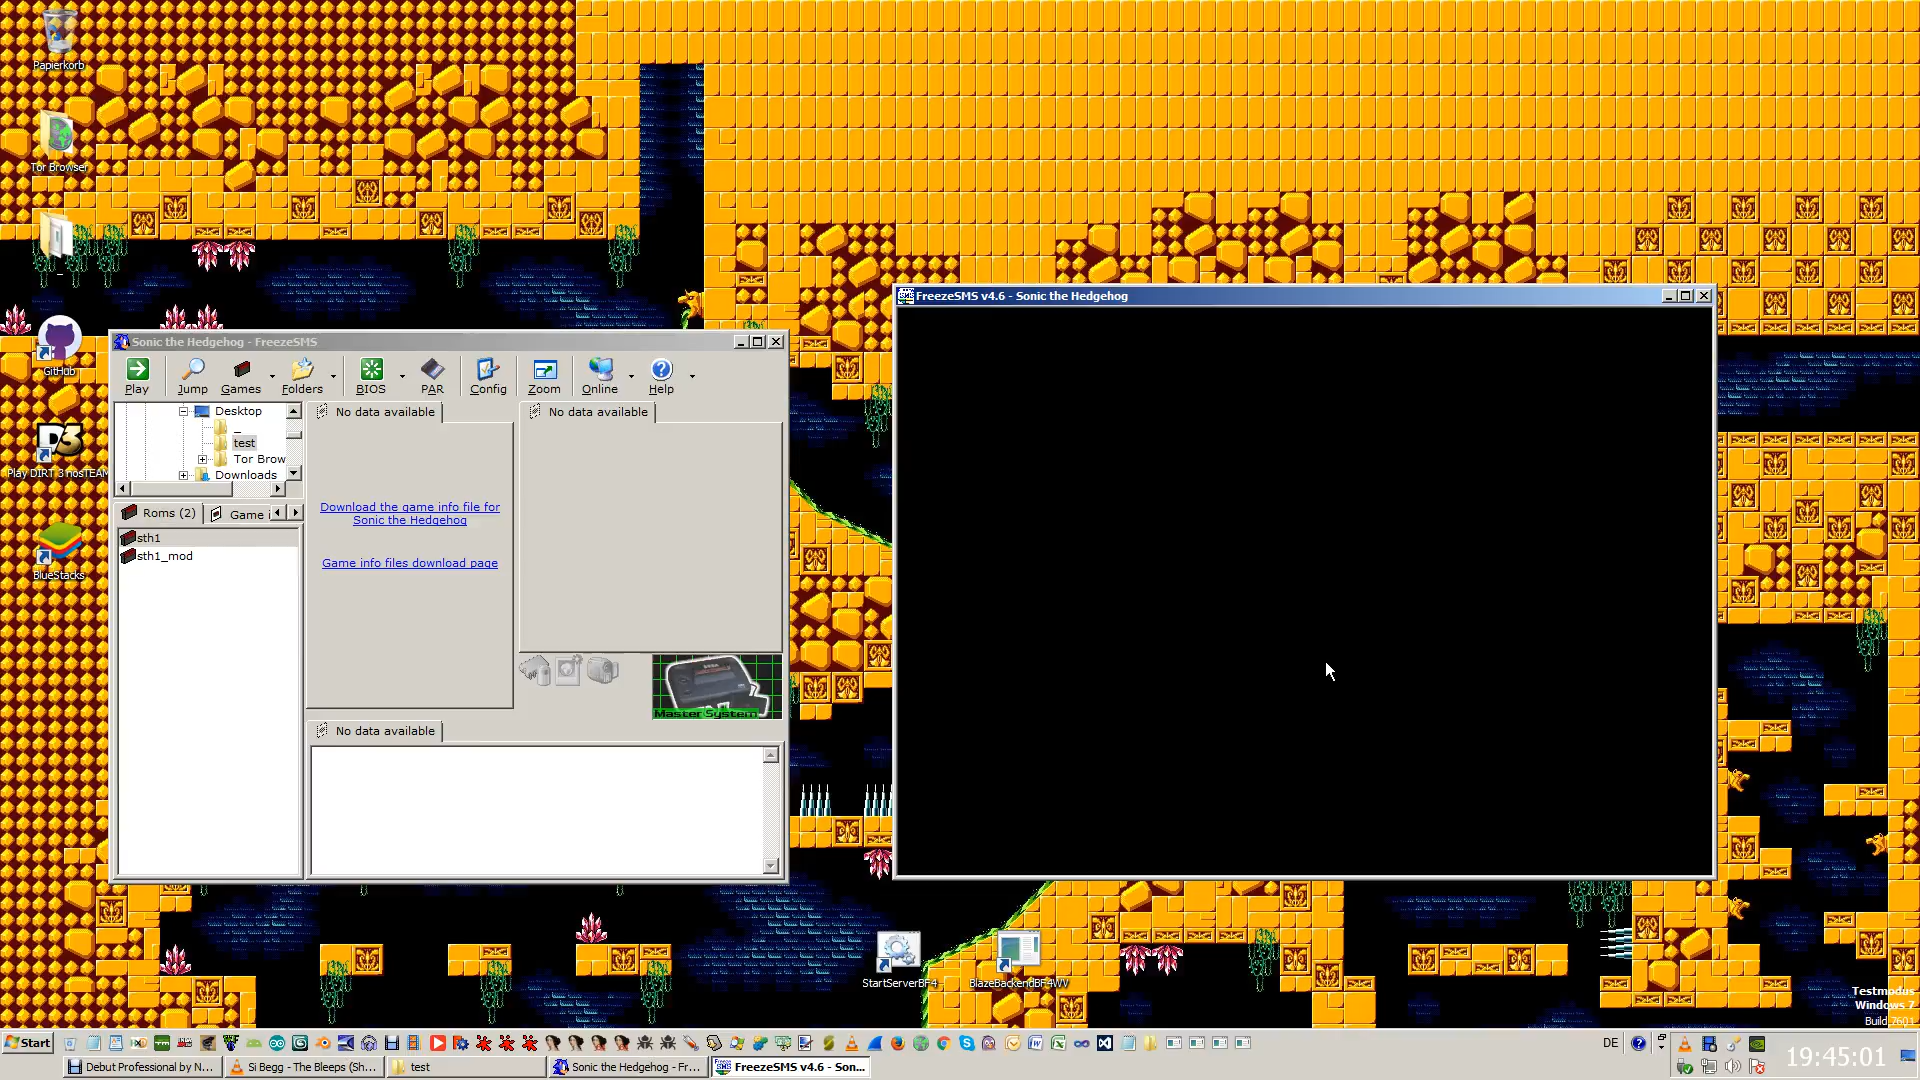 Papierkorb
Tor Browser
_
GitHub
Play DIRT 3 nosTEAM
BlueStacks
Sonic the Hedgehog - FreezeSMS
Play
Jump
Games
Folders
BIOS
PAR
Config
Zoom
Online
Help
Desktop
_
test
Tor Brow
Downloads
Roms (2)
Game i
sth1
sth1_mod
No data available
Download the game info file for
Sonic the Hedgehog
Game info files download page
No data available
Master System
No data available
FreezeSMS v4.6 - Sonic the Hedgehog
StartServerBF4
BlazeBackendBF4WV
Testmodus
Windows 7
Build 7601
Start
DE
19:45:01
Debut Professional by N...
Si Begg - The Bleeps (Sh...
test
Sonic the Hedgehog - Fr...
FreezeSMS v4.6 - Son...